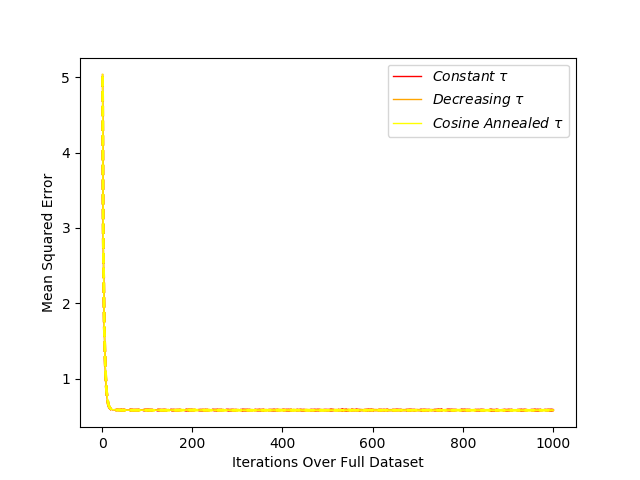 Constant τ
Decreasing τ
Cosine Annealed τ
5
4
3
2
1
Mean Squared Error
0 200 400 600 800 1000
Iterations Over Full Dataset